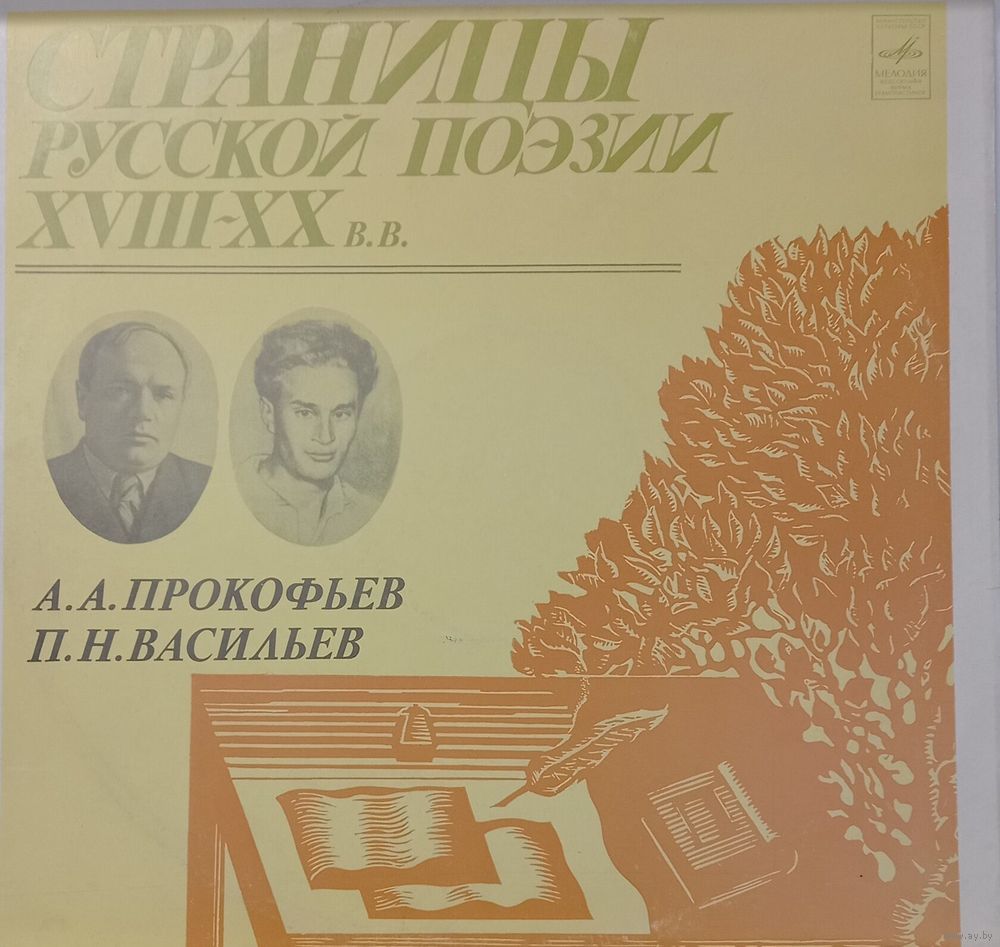 СТРАНИЦЫ
РУССКОЙ ПОЭЗИИ
XVIII-XX В.В.
МЕЛОДИЯ
А.А.ПРОКОФЬЕВ
П.Н.ВАСИЛЬЕВ